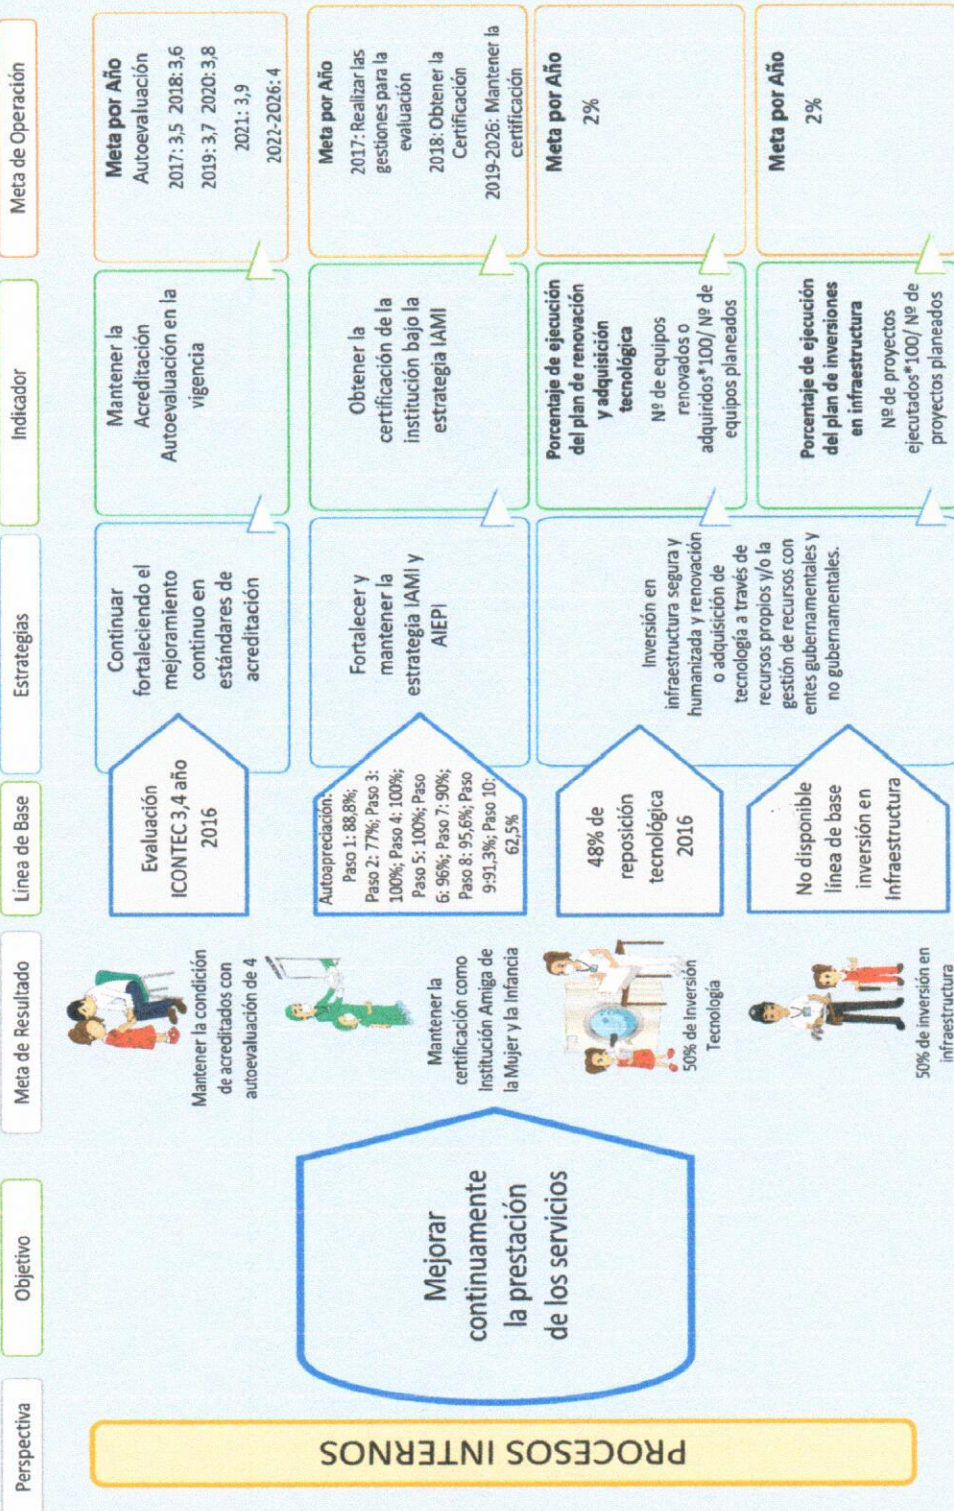 Perspectiva
Objetivo
Meta de Resultado
Línea de Base
Estrategias
Indicador
Meta de Operación
PROCESOS INTERNOS
Mejorar
continuamente
la prestación
de los servicios
Mantener la condición
de acreditados con
autoevaluación de 4
Evaluación
ICONTEC 3,4 año
2016
Continuar
fortaleciendo el
mejoramiento
continuo en
estándares de
acreditación
Mantener la
Acreditación
Autoevaluación en la
vigencia
Meta por Año
Autoevaluación
2017: 3,5 2018: 3,6
2019: 3,7 2020: 3,8
2021: 3,9
2022-2026: 4
Mantener la
certificación como
Institución Amiga de
la Mujer y la Infancia
Autoapreciación:
Paso 1: 88,8%;
Paso 2: 77%; Paso 3:
100%; Paso 4: 100%;
Paso 5: 100%; Paso
6: 96%; Paso 7: 90%;
Paso 8: 95,6%; Paso
9:91,3%; Paso 10:
62,5%
Fortalecer y
mantener la
estrategia IAMI y
AIEPI
Obtener la
certificación de la
institución bajo la
estrategia IAMI
Meta por Año
2017: Realizar las
gestiones para la
evaluación
2018: Obtener la
Certificación
2019-2026: Mantener la
certificación
50% de Inversión
Tecnología
48% de
reposición
tecnológica
2016
Inversión en
infraestructura segura y
humanizada y renovación
o adquisición de
tecnología a través de
recursos propios y/o la
gestión de recursos con
entes gubernamentales y
no gubernamentales.
Porcentaje de ejecución
del plan de renovación
y adquisición
tecnológica
Nº de equipos
renovados o
adquiridos*100/ Nº de
equipos planeados
Meta por Año
2%
50% de inversión en
infraestructura
No disponible
línea de base
inversión en
Infraestructura
Porcentaje de ejecución
del plan de inversiones
en infraestructura
Nº de proyectos
ejecutados*100/ Nº de
proyectos planeados
Meta por Año
2%